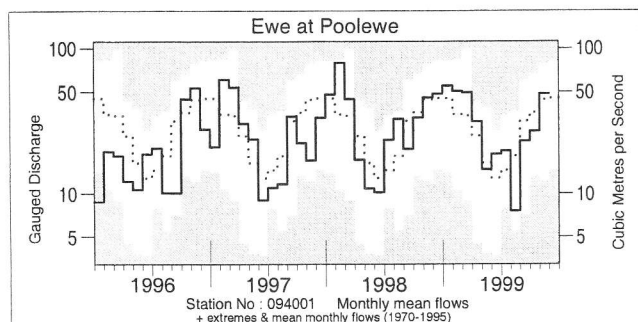 Ewe at Poolewe
100
50
10
5
Gauged Discharge
100
50
10
5
Cubic Metres per Second
1996 1997 1998 1999
Station No : 094001 Monthly mean flows
+ extremes & mean monthly flows (1970-1995)